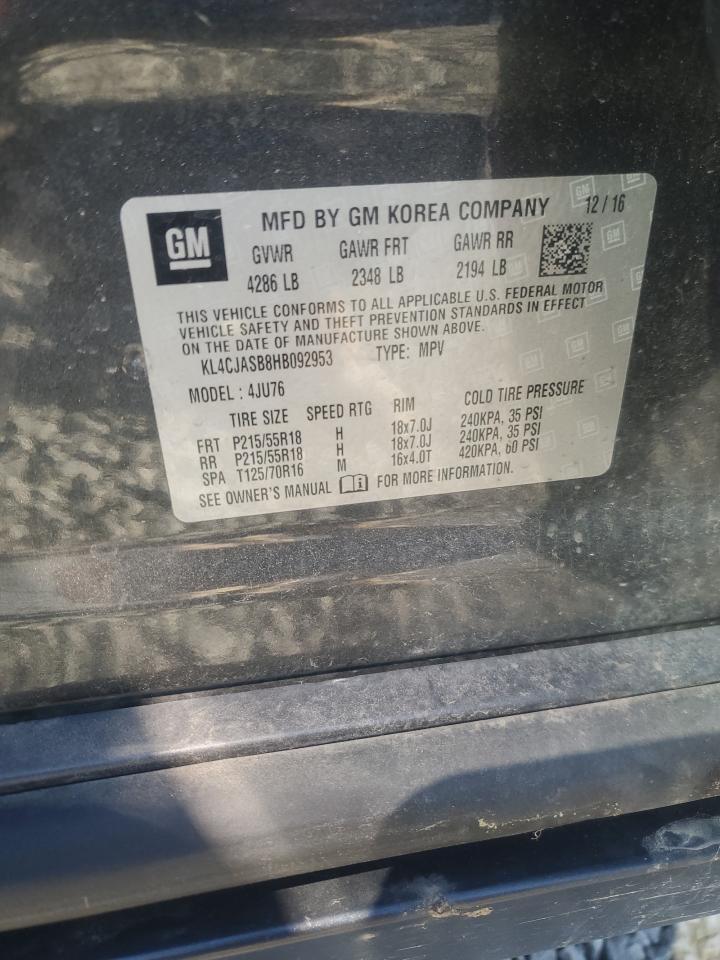 GM
MFD BY GM KOREA COMPANY 12 / 16
GVWR GAWR FRT GAWR RR
4286 LB 2348 LB 2194 LB
THIS VEHICLE CONFORMS TO ALL APPLICABLE U.S. FEDERAL MOTOR
VEHICLE SAFETY AND THEFT PREVENTION STANDARDS IN EFFECT
ON THE DATE OF MANUFACTURE SHOWN ABOVE.
KL4CJASB8HB092953 TYPE: MPV
MODEL : 4JU76
TIRE SIZE SPEED RTG RIM COLD TIRE PRESSURE
FRT P215/55R18 H 18x7.0J 240KPA, 35 PSI
RR P215/55R18 H 18x7.0J 240KPA, 35 PSI
SPA T125/70R16 M 16x4.0T 420KPA, 60 PSI
SEE OWNER'S MANUAL FOR MORE INFORMATION.